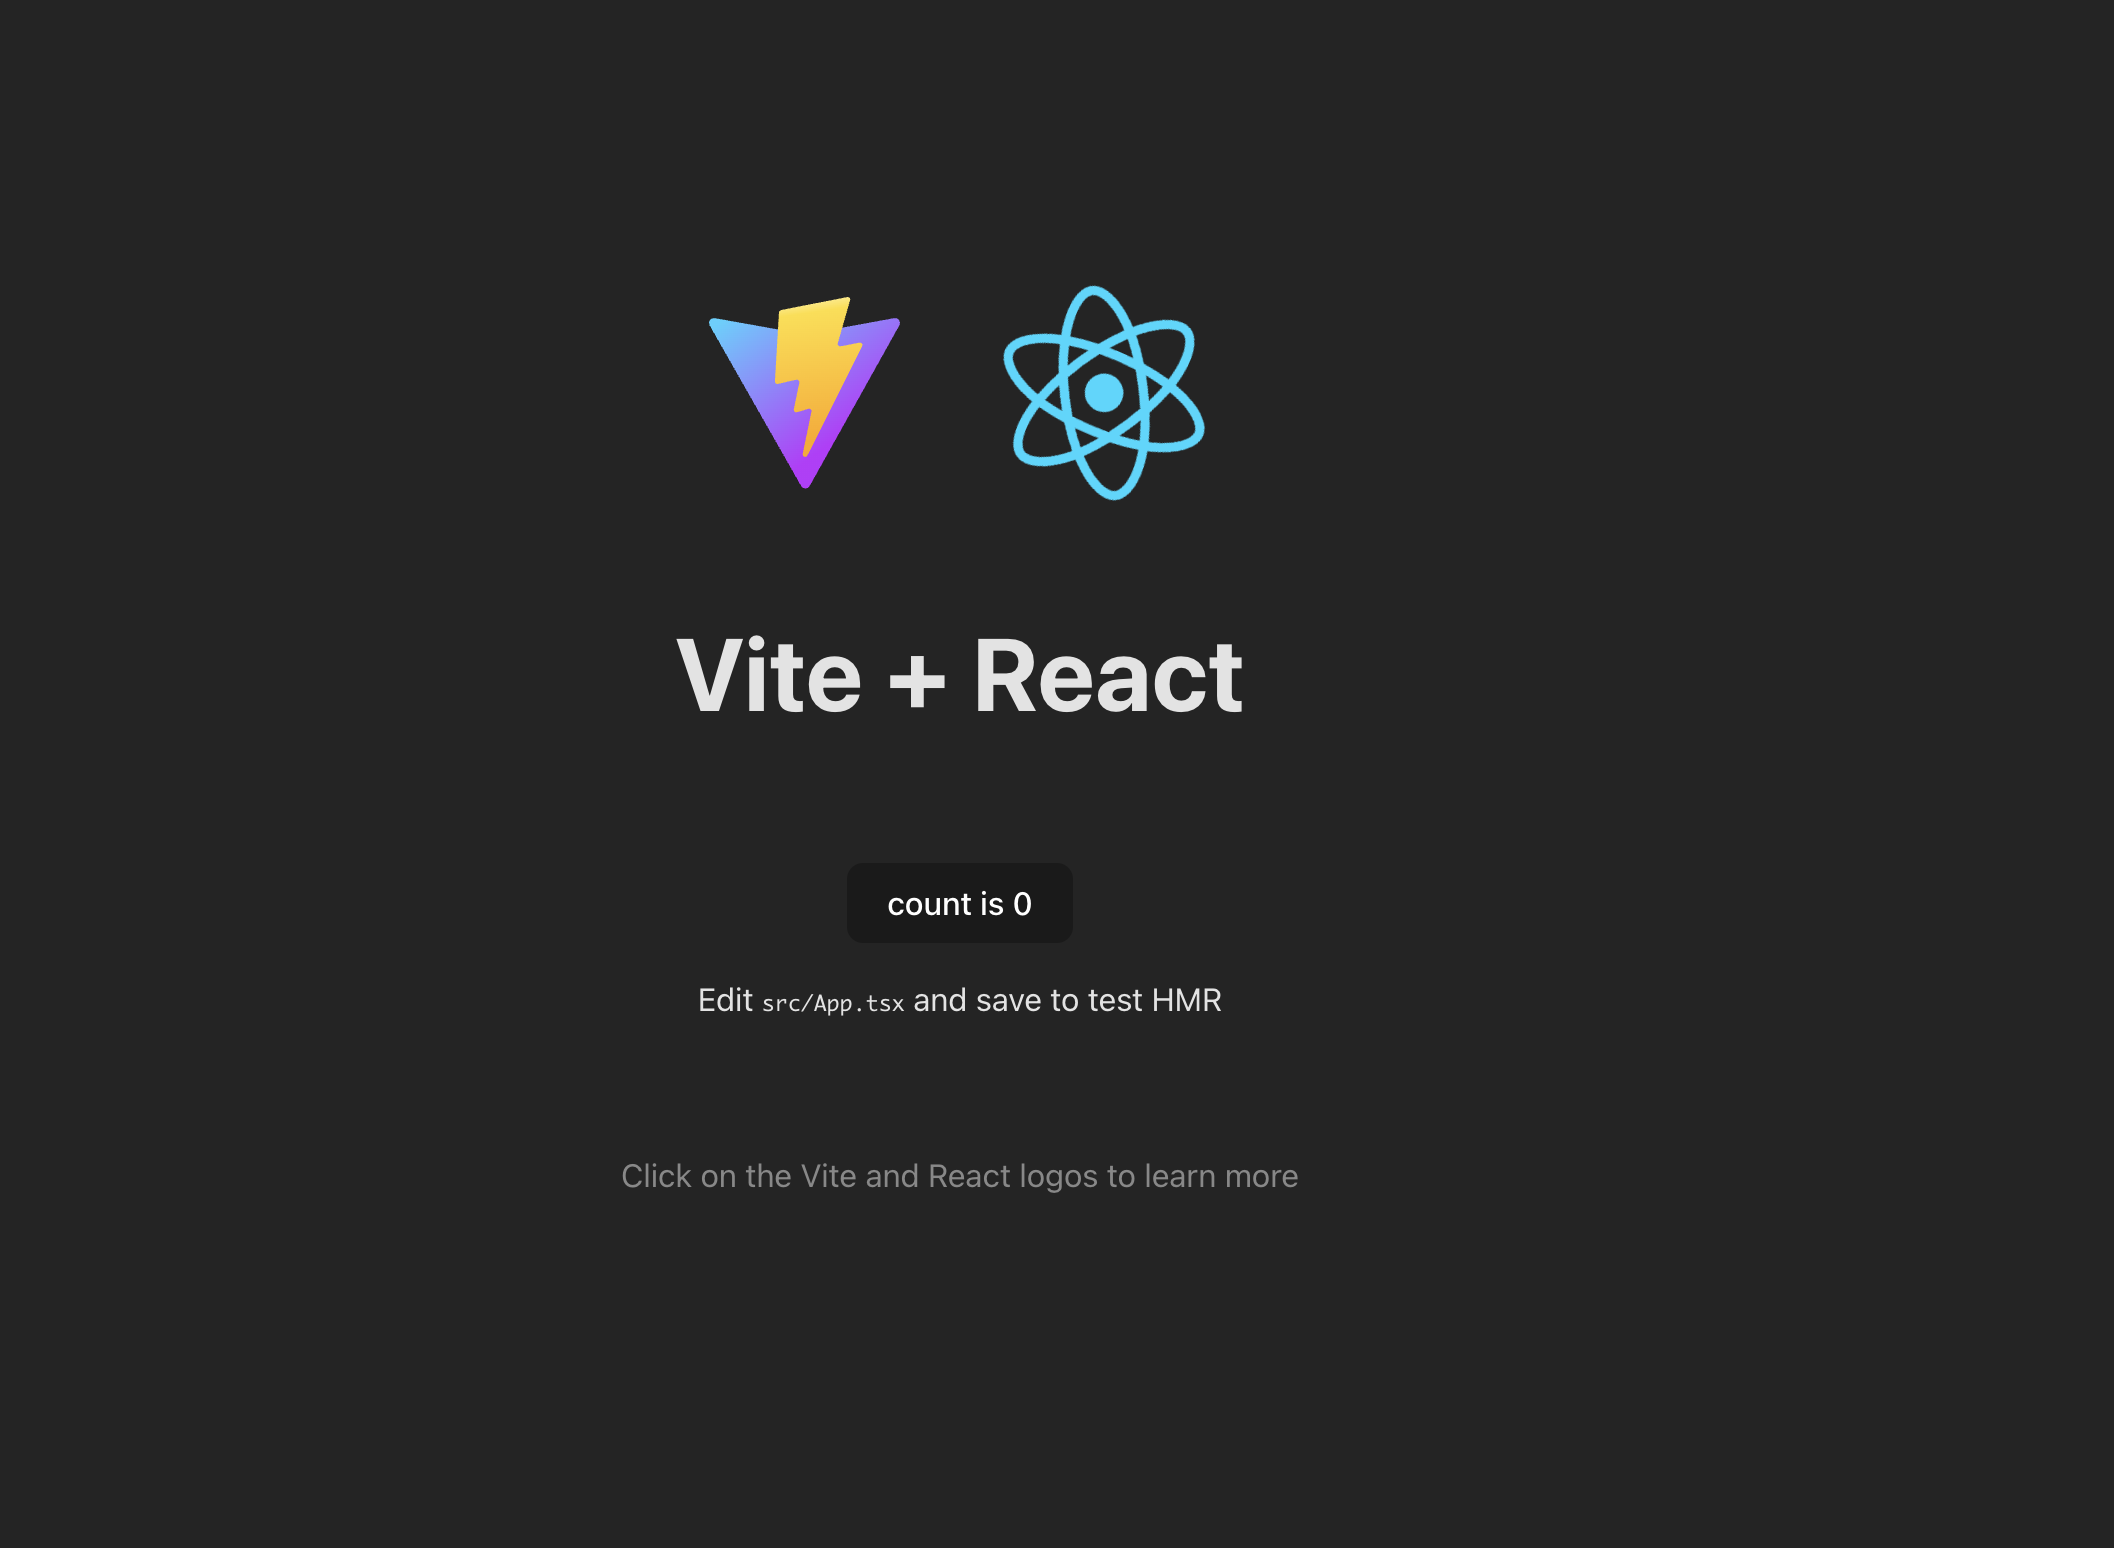 Vite + React
count is 0
Edit src/App.tsx and save to test HMR
Click on the Vite and React logos to learn more